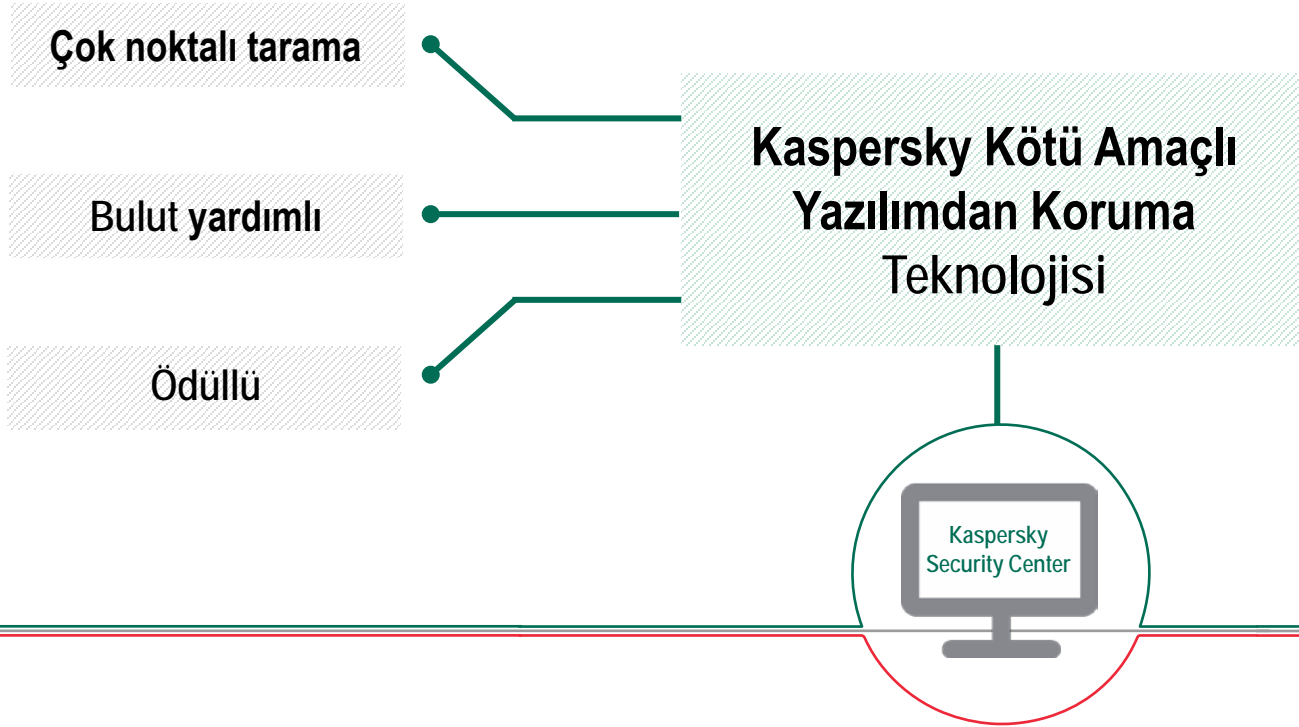 Çok noktalı tarama
Bulut yardımlı
Ödüllü
Kaspersky Kötü Amaçlı
Yazılımdan Koruma
Teknolojisi
Kaspersky
Security Center